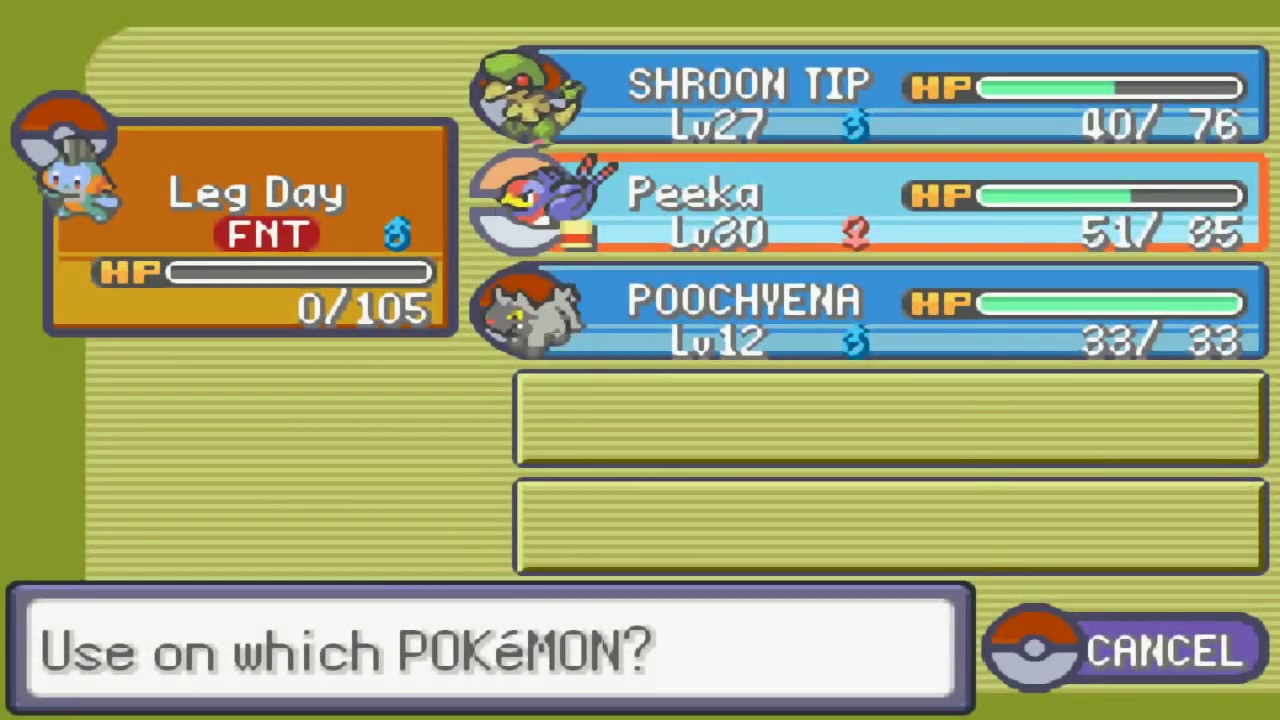 Leg Day
FNT ♂
HP
0/105
SHROON TIP HP
Lv27 ♂ 40/ 76
Peeka HP
Lv30 ♀ 51/ 85
POOCHYENA HP
Lv12 ♂ 33/ 33
Use on which POKéMON?
CANCEL